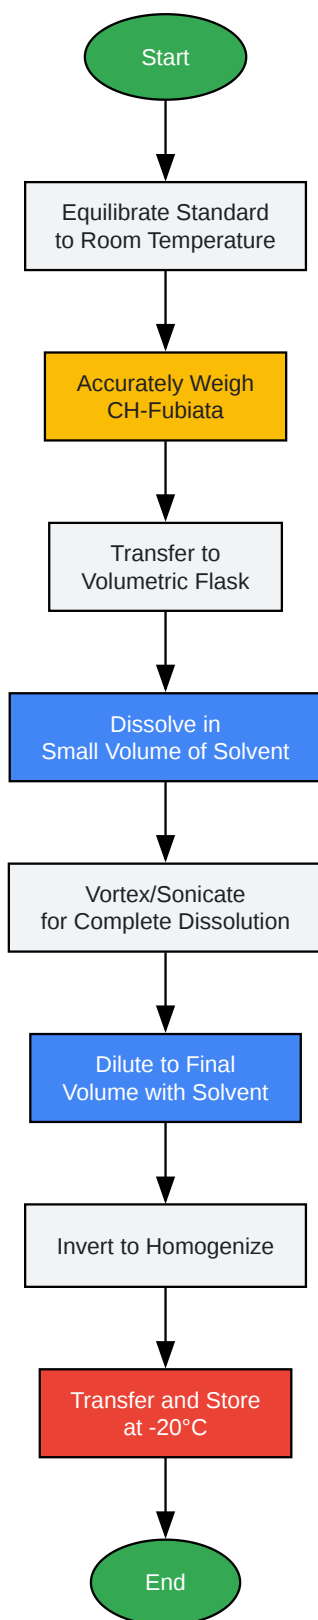 Start
Equilibrate Standard
to Room Temperature
Accurately Weigh
CH-Fubiata
Transfer to
Volumetric Flask
Dissolve in
Small Volume of Solvent
Vortex/Sonicate
for Complete Dissolution
Dilute to Final
Volume with Solvent
Invert to Homogenize
Transfer and Store
at -20°C
End